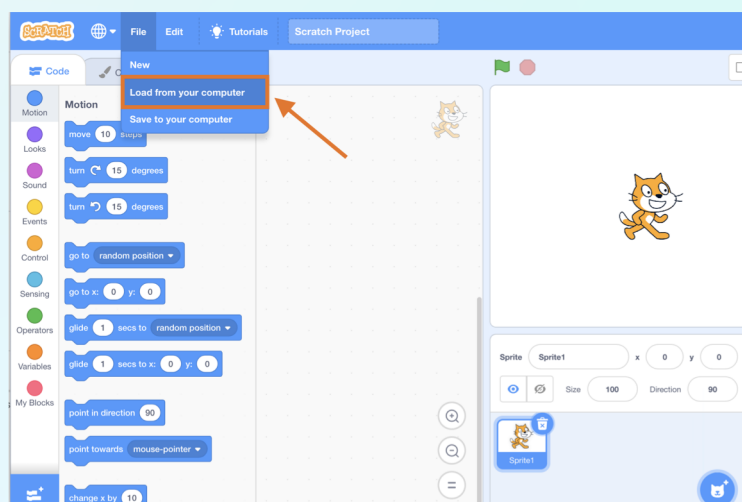 SCRATCH
File
Edit
Tutorials
Scratch Project
New
Load from your computer
Save to your computer
Code
Motion
Looks
Sound
Events
Control
Sensing
Operators
Variables
My Blocks
Motion
move 10 steps
turn 15 degrees
turn 15 degrees
go to random position
go to x: 0 y: 0
glide 1 secs to random position
glide 1 secs to x: 0 y: 0
point in direction 90
point towards mouse-pointer
change x by 10
Sprite Sprite1 x 0 y 0
Size 100 Direction 90
Sprite1